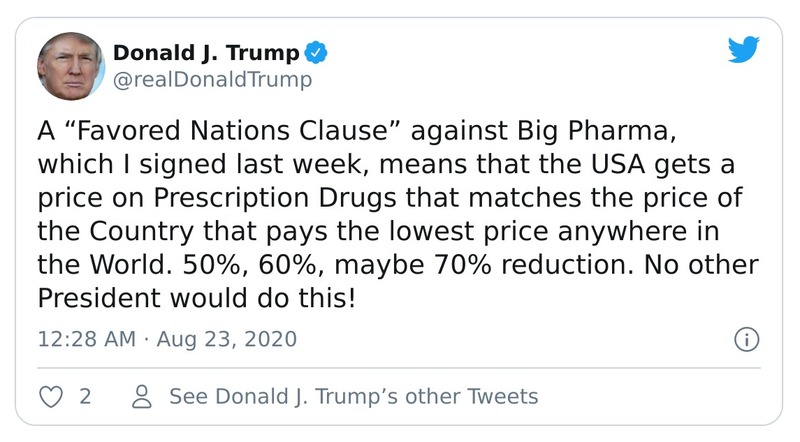 Donald J. Trump
@realDonaldTrump
A “Favored Nations Clause” against Big Pharma,
which I signed last week, means that the USA gets a
price on Prescription Drugs that matches the price of
the Country that pays the lowest price anywhere in
the World. 50%, 60%, maybe 70% reduction. No other
President would do this!
12:28 AM · Aug 23, 2020
2 See Donald J. Trump’s other Tweets